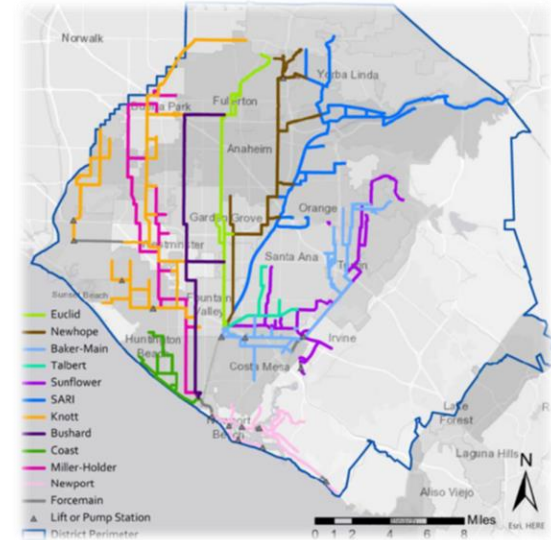 Norwalk
Yorba Linda
Buena Park
Fullerton
Anaheim
Garden Grove
Orange
Westminster
Santa Ana
Tustin
Sunset Beach
Fountain
Valley
Huntington
Beach
Irvine
Costa Mesa
Newport
Beach
Lake
Forest
Laguna Hills
Aliso Viejo
R
Euclid
Newhope
Baker-Main
Talbert
Sunflower
SARI
Knott
Bushard
Coast
Miller-Holder
Newport
Forcemain
Lift or Pump Station
District Perimeter
N
0 1 2 4 6 8 Miles
Esri, HERE